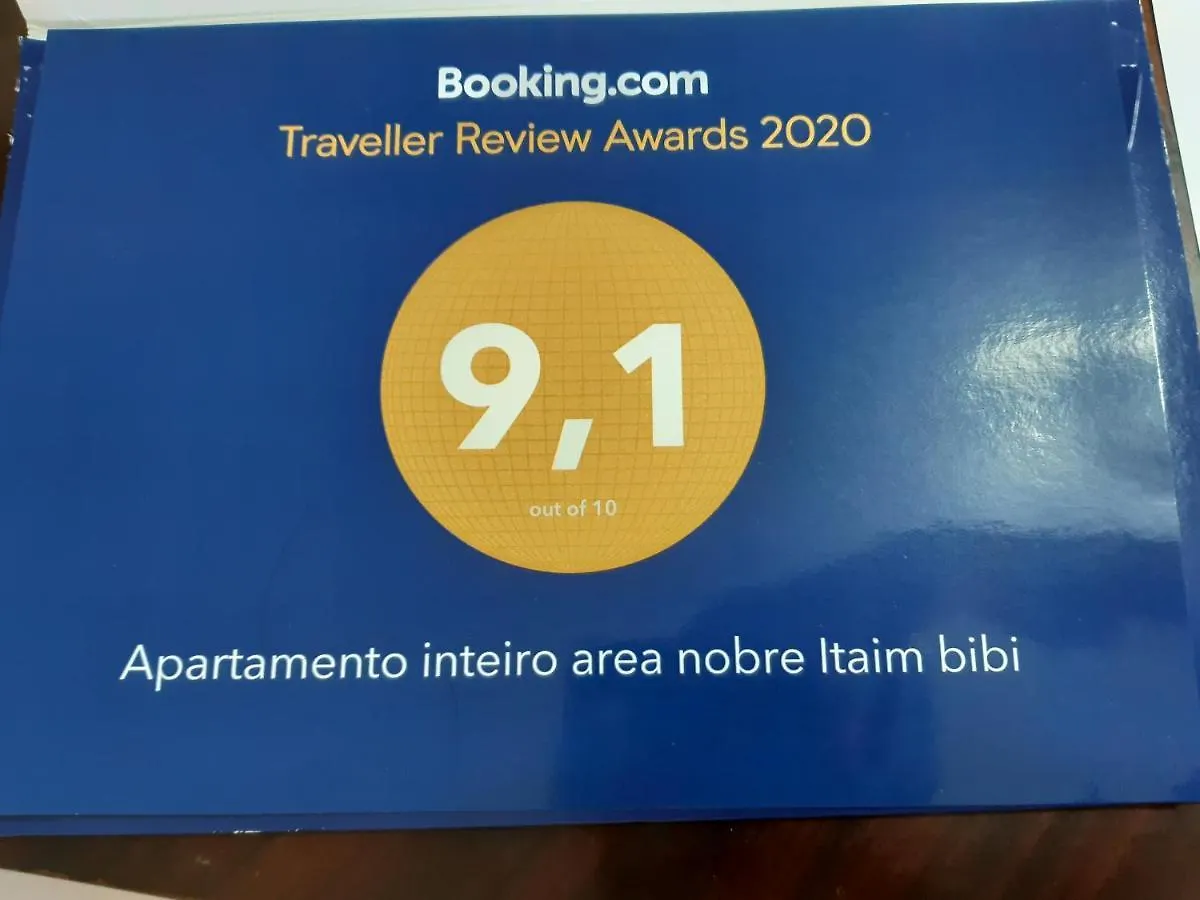 Booking.com
Traveller Review Awards 2020
9,1
out of 10
Apartamento inteiro area nobre Itaim bibi